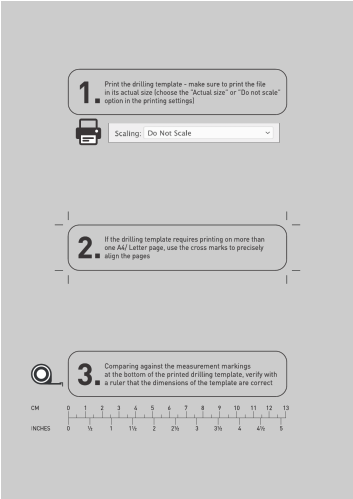 1.
Print the drilling template - make sure to print the file
in its actual size (choose the "Actual size" or "Do not scale"
option in the printing settings)
Scaling: Do Not Scale
2.
If the drilling template requires printing on more than
one A4/ Letter page, use the cross marks to precisely
align the pages
3.
Comparing against the measurement markings
at the bottom of the printed drilling template, verify with
a ruler that the dimensions of the template are correct
CM 0 1 2 3 4 5 6 7 8 9 10 11 12 13
INCHES 0 ½ 1 1½ 2 2½ 3 3½ 4 4½ 5